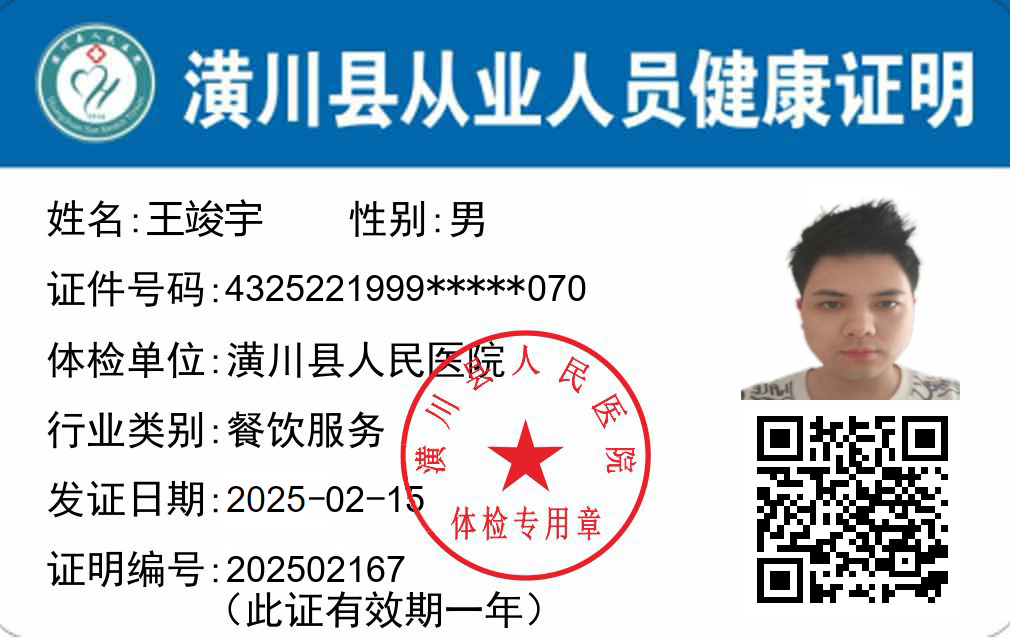 潢川县从业人员健康证明
姓名:王竣宇 性别:男
证件号码:4325221999*****070
体检单位:潢川县人民医院
行业类别:餐饮服务
发证日期:2025-02-15
证明编号:202502167
(此证有效期一年)
潢川县人民医院
体检专用章